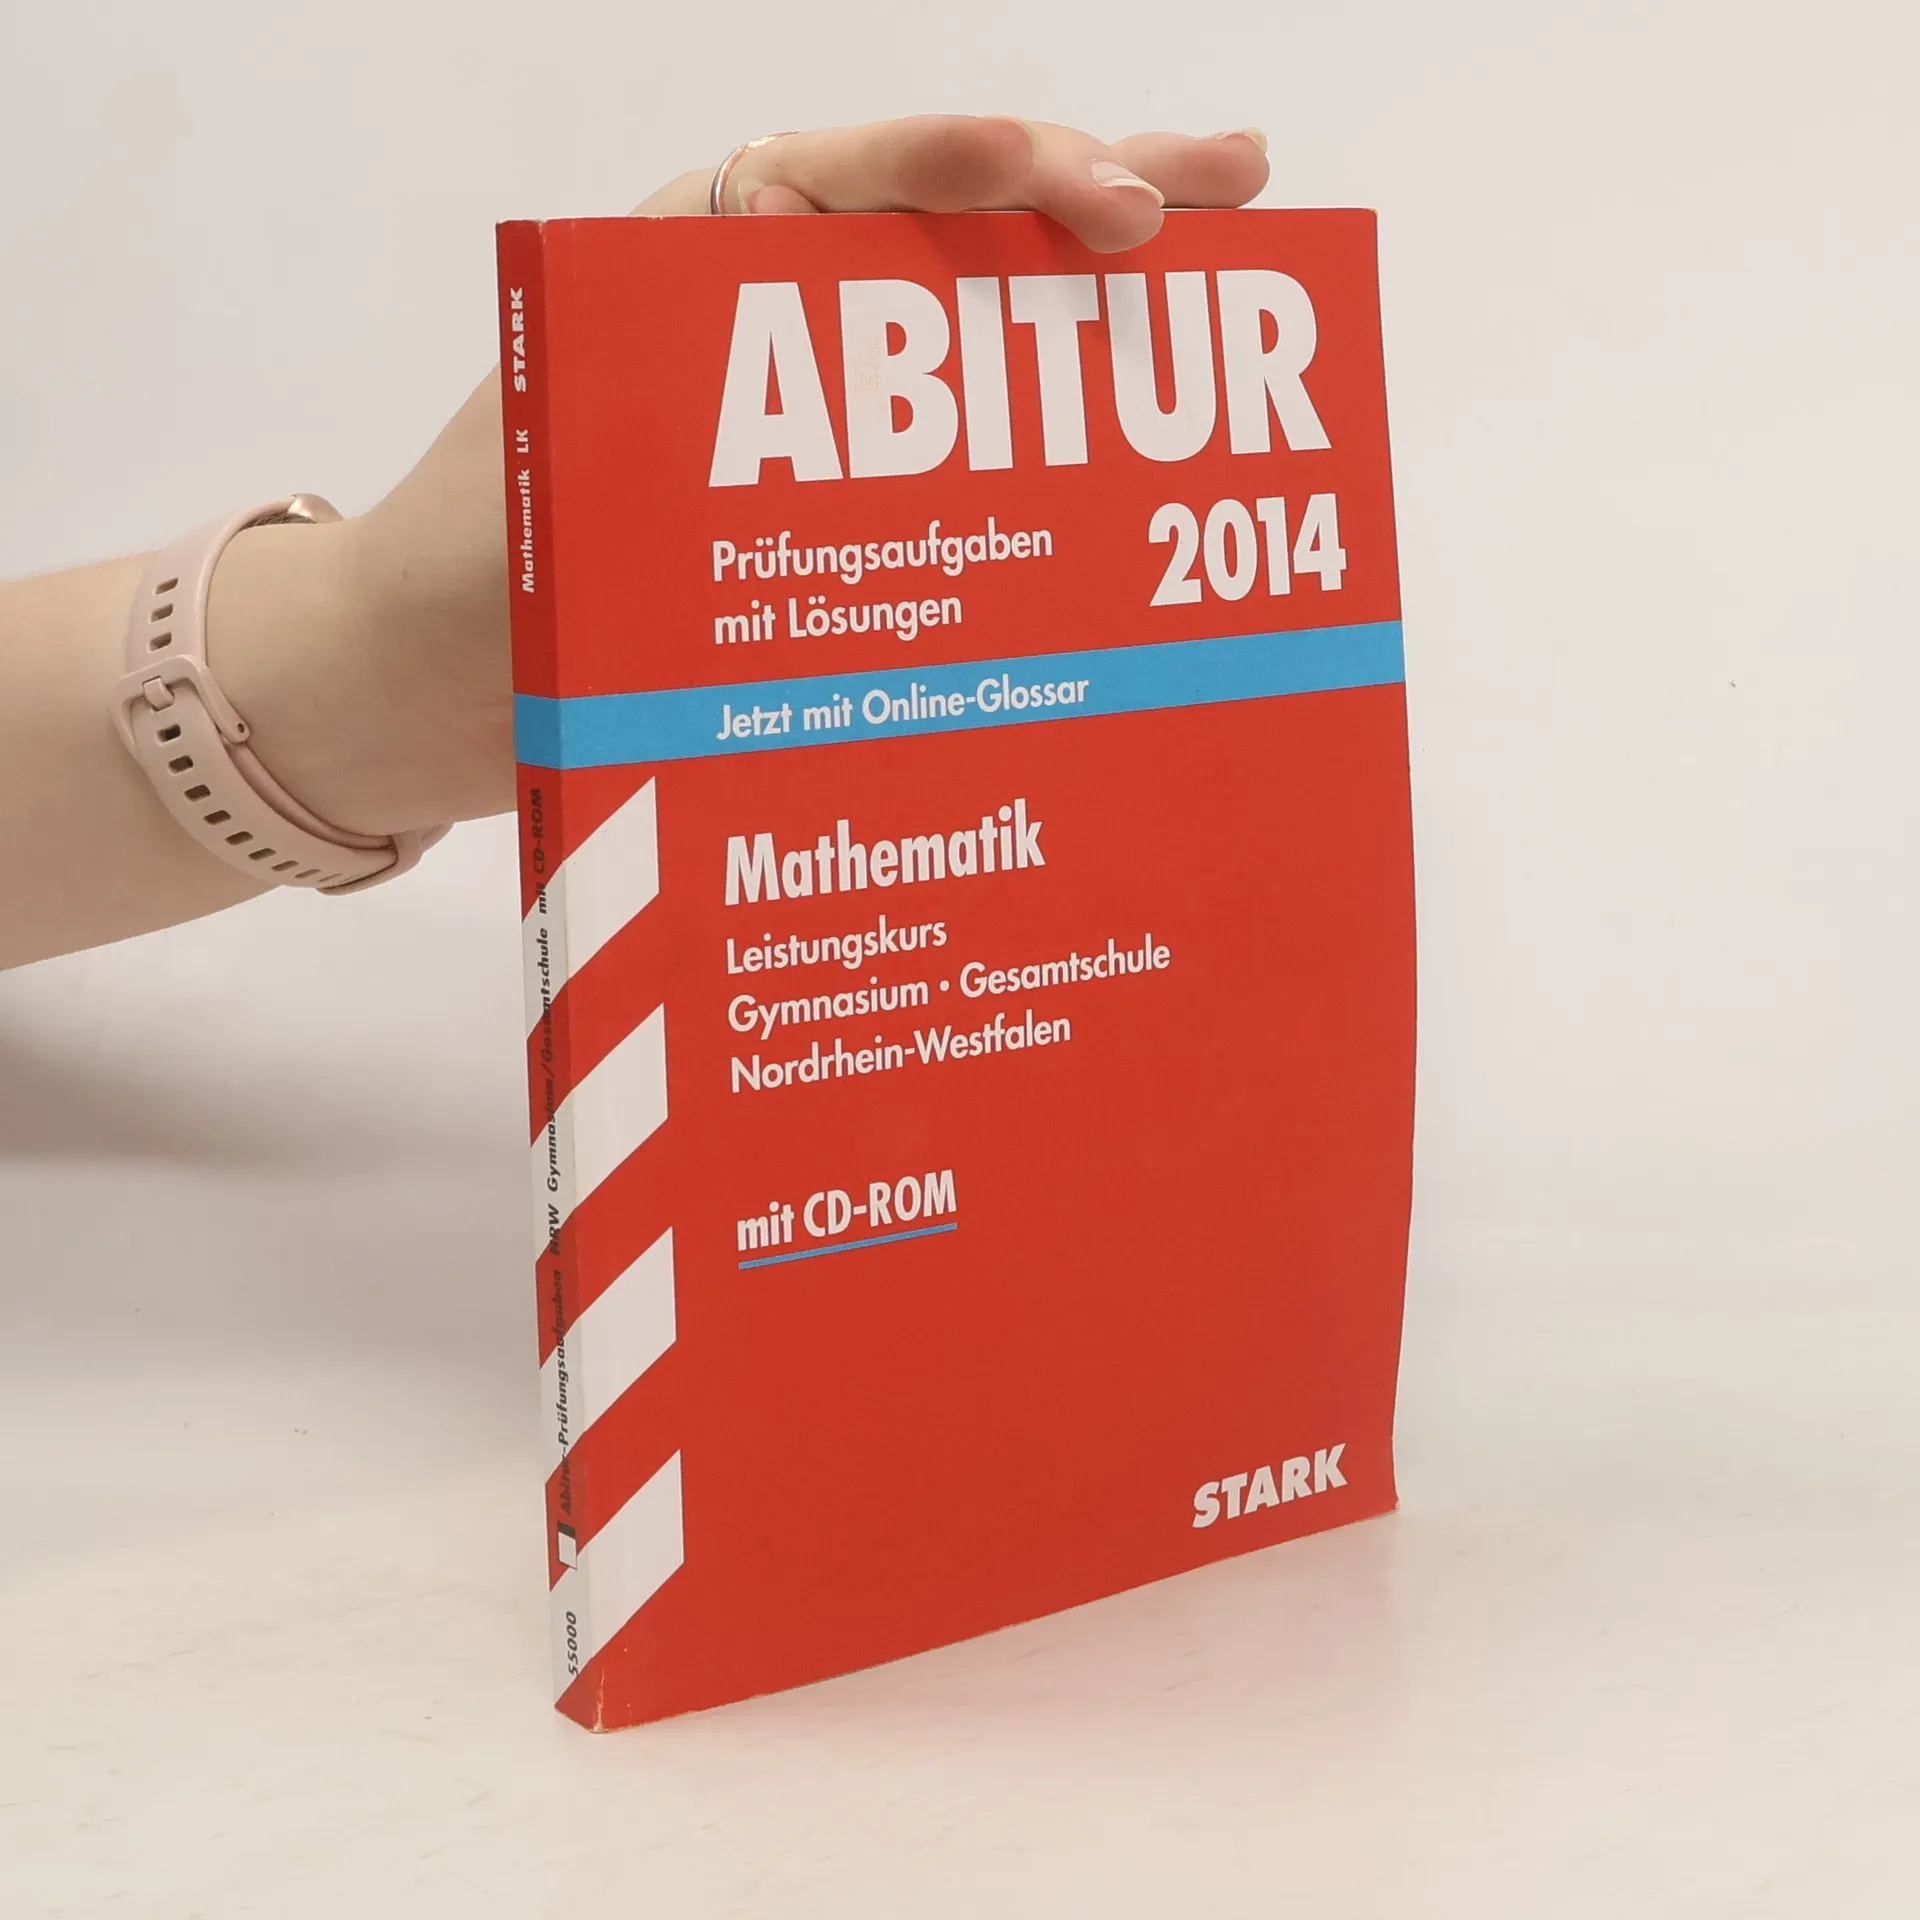 ABITUR
2014
Prüfungsaufgaben
mit Lösungen
Jetzt mit Online-Glossar
Mathematik
Leistungskurs
Gymnasium • Gesamtschule
Nordrhein-Westfalen
mit CD-ROM
STARK
55000 Abitur-Prüfungsaufgaben NRW Gymnasium/Gesamtschule mit CD-ROM Mathematik LK STARK